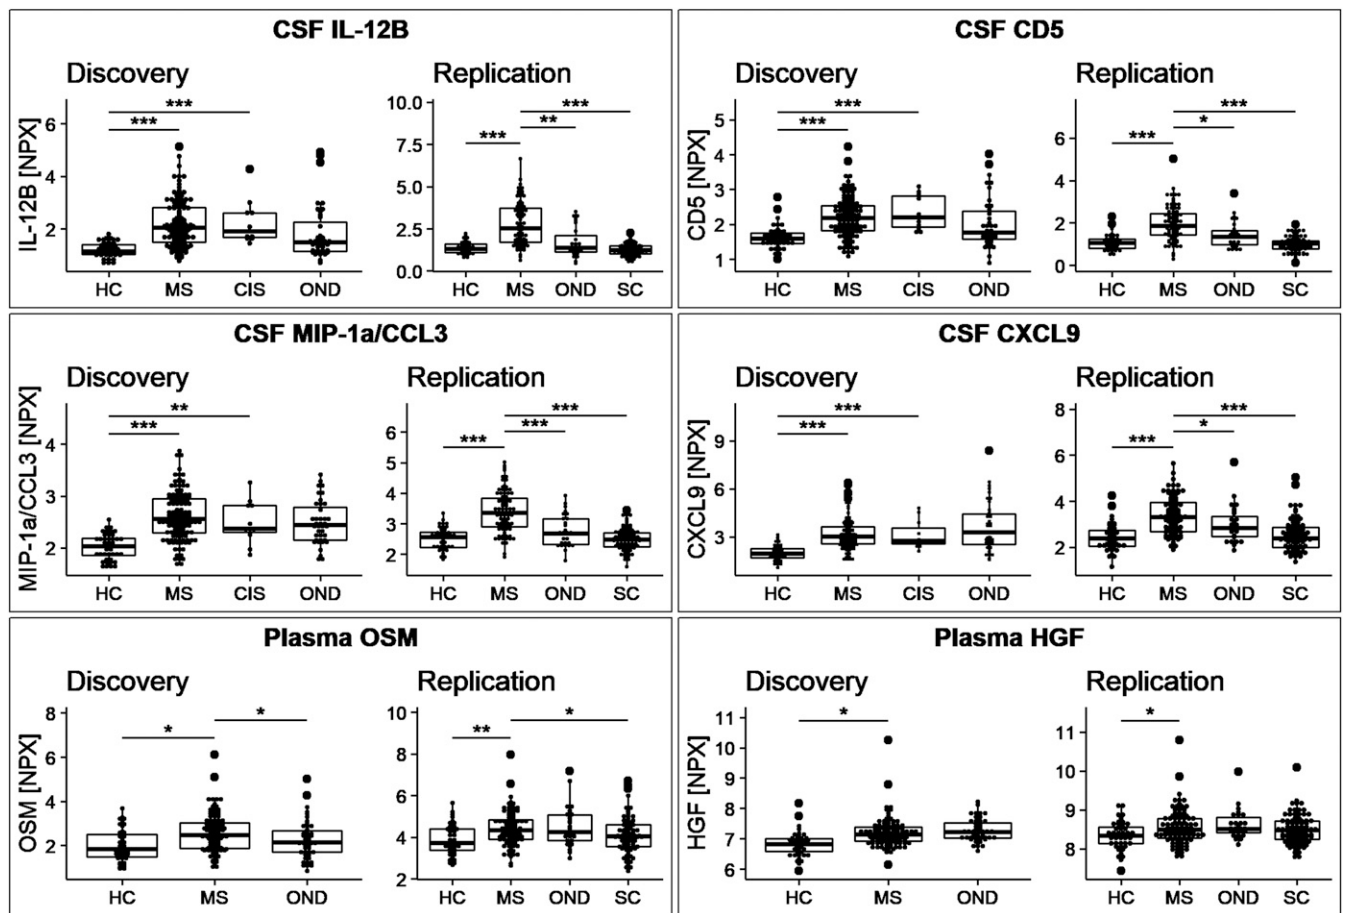 CSF IL-12B
Discovery
Replication
IL-12B [NPX]
6
4
2
***
***
HC MS CIS OND
10.0
7.5
5.0
2.5
0.0
***
**
***
HC MS OND SC
CSF CD5
Discovery
Replication
CD5 [NPX]
5
4
3
2
1
***
***
HC MS CIS OND
6
4
2
0
***
*
***
HC MS OND SC
CSF MIP-1a/CCL3
Discovery
Replication
MIP-1a/CCL3 [NPX]
4
3
2
**
***
HC MS CIS OND
6
5
4
3
2
***
***
***
HC MS OND SC
CSF CXCL9
Discovery
Replication
CXCL9 [NPX]
9
6
3
***
***
HC MS CIS OND
8
6
4
2
***
*
***
HC MS OND SC
Plasma OSM
Discovery
Replication
OSM [NPX]
8
6
4
2
*
*
HC MS OND
10
8
6
4
2
**
*
HC MS OND SC
Plasma HGF
Discovery
Replication
HGF [NPX]
11
10
9
8
7
6
*
HC MS OND
11
10
9
8
*
HC MS OND SC